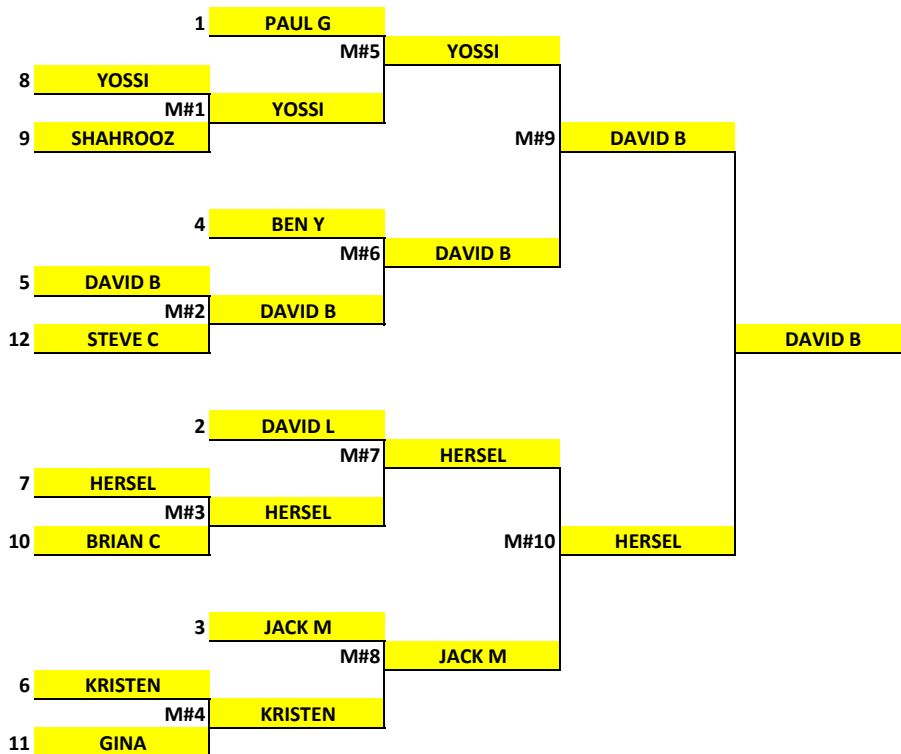 1 PAUL G
M#5 YOSSI
8 YOSSI
M#1 YOSSI
9 SHAHROOZ M#9 DAVID B
4 BEN Y
M#6 DAVID B
5 DAVID B
M#2 DAVID B
12 STEVE C DAVID B
2 DAVID L
M#7 HERSEL
7 HERSEL
M#3 HERSEL
10 BRIAN C M#10 HERSEL
3 JACK M
M#8 JACK M
6 KRISTEN
M#4 KRISTEN
11 GINA